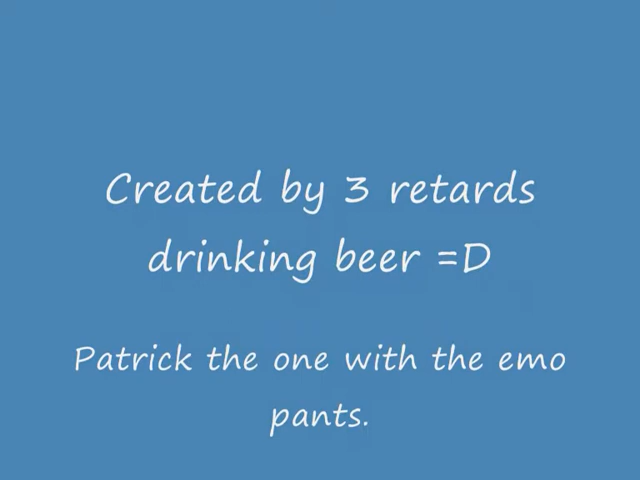 Created by 3 retards
drinking beer =D
Patrick the one with the emo
pants.